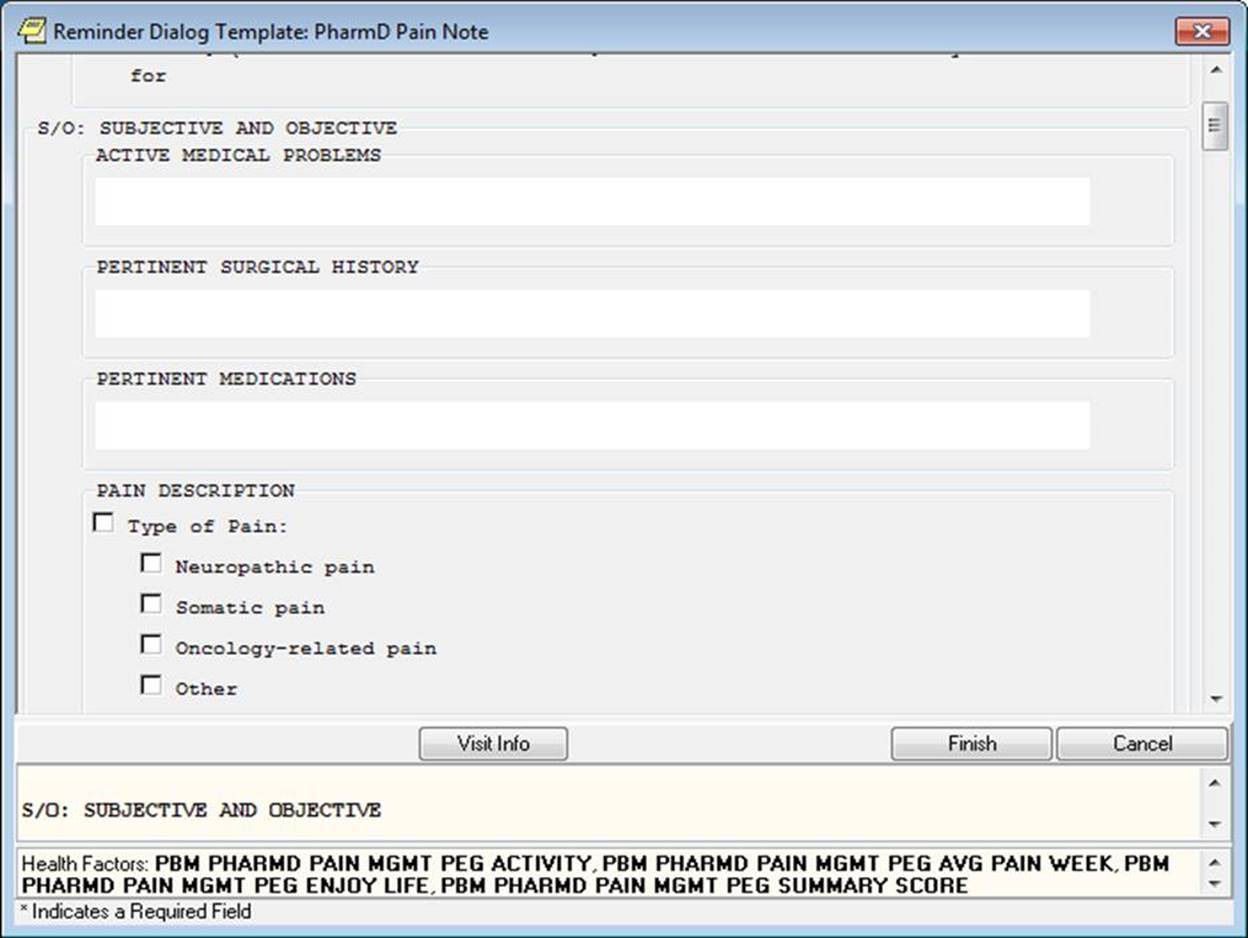 Reminder Dialog Template: PharmD Pain Note
for
S/O: SUBJECTIVE AND OBJECTIVE
ACTIVE MEDICAL PROBLEMS
PERTINENT SURGICAL HISTORY
PERTINENT MEDICATIONS
PAIN DESCRIPTION
Type of Pain:
Neuropathic pain
Somatic pain
Oncology-related pain
Other
Visit Info Finish Cancel
S/O: SUBJECTIVE AND OBJECTIVE
Health Factors: PBM PHARMD PAIN MGMT PEG ACTIVITY, PBM PHARMD PAIN MGMT PEG AVG PAIN WEEK, PBM
PHARMD PAIN MGMT PEG ENJOY LIFE, PBM PHARMD PAIN MGMT PEG SUMMARY SCORE
* Indicates a Required Field